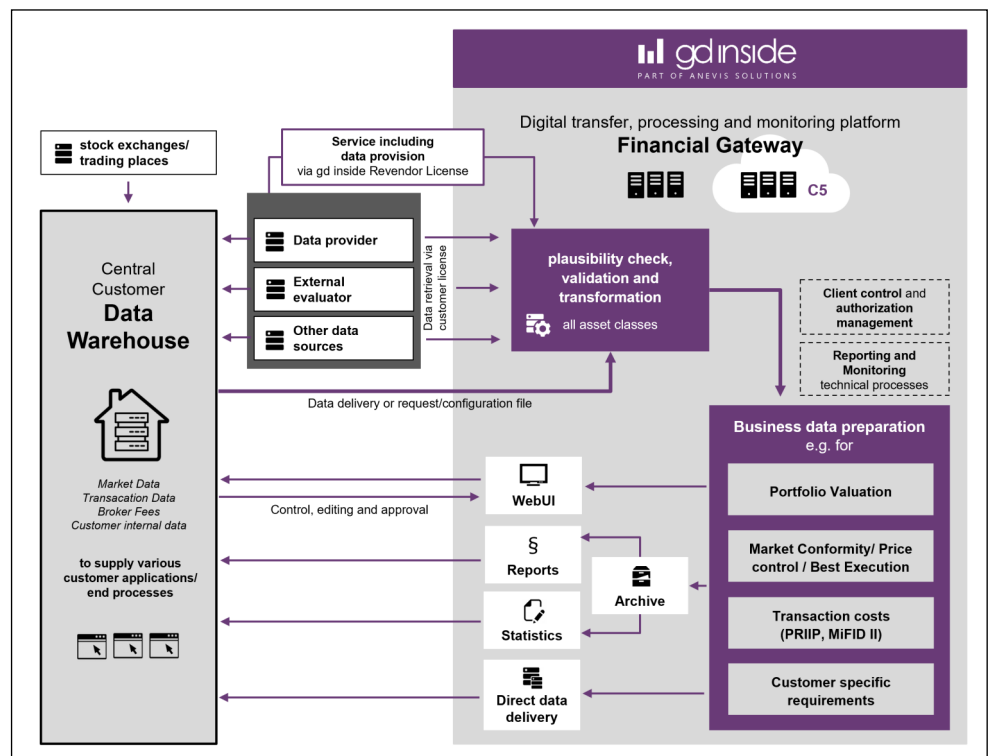 gd inside
PART OF ANEVIS SOLUTIONS
Digital transfer, processing and monitoring platform
Financial Gateway
C5
stock exchanges/
trading places
Service including
data provision
via gd inside Revendor License
Data provider
External
evaluator
Other data
sources
Data retrieval via
customer license
Central
Customer
Data
Warehouse
Market Data
Transacation Data
Broker Fees
Customer internal data
to supply various
customer applications/
end processes
plausibility check,
validation and
transformation
all asset classes
Client control and
authorization
management
Reporting and
Monitoring
technical processes
Data delivery or request/configuration file
Business data preparation
e.g. for
Portfolio Valuation
Market Conformity/ Price
control / Best Execution
Transaction costs
(PRIIP, MiFID II)
Customer specific
requirements
WebUI
Control, editing and approval
§
Reports
Archive
Statistics
Direct data
delivery